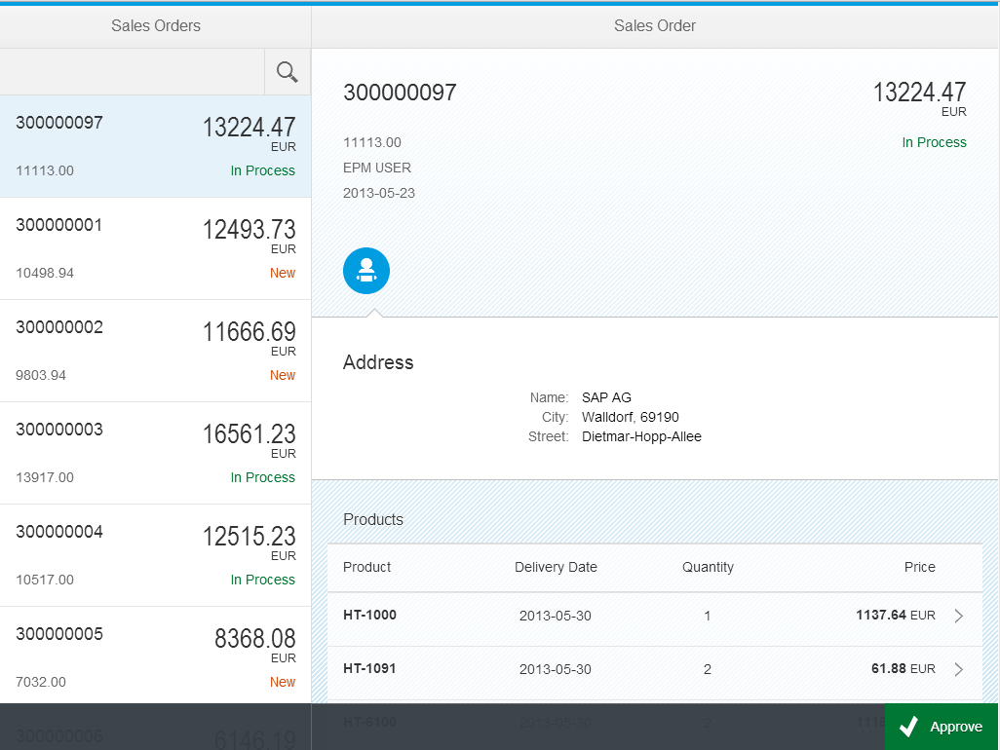 Sales Orders
300000097 13224.47
EUR
11113.00 In Process
300000001 12493.73
EUR
10498.94 New
300000002 11666.69
EUR
9803.94 New
300000003 16561.23
EUR
13917.00 In Process
300000004 12515.23
EUR
10517.00 In Process
300000005 8368.08
EUR
7032.00 New
300000006 6146.19
Sales Order
300000097 13224.47
EUR
11113.00 In Process
EPM USER
2013-05-23
Address
Name: SAP AG
City: Walldorf, 69190
Street: Dietmar-Hopp-Allee
Products
Product Delivery Date Quantity Price
HT-1000 2013-05-30 1 1137.64 EUR
HT-1091 2013-05-30 2 61.88 EUR
HT-6100 2013-05-30 2
Approve